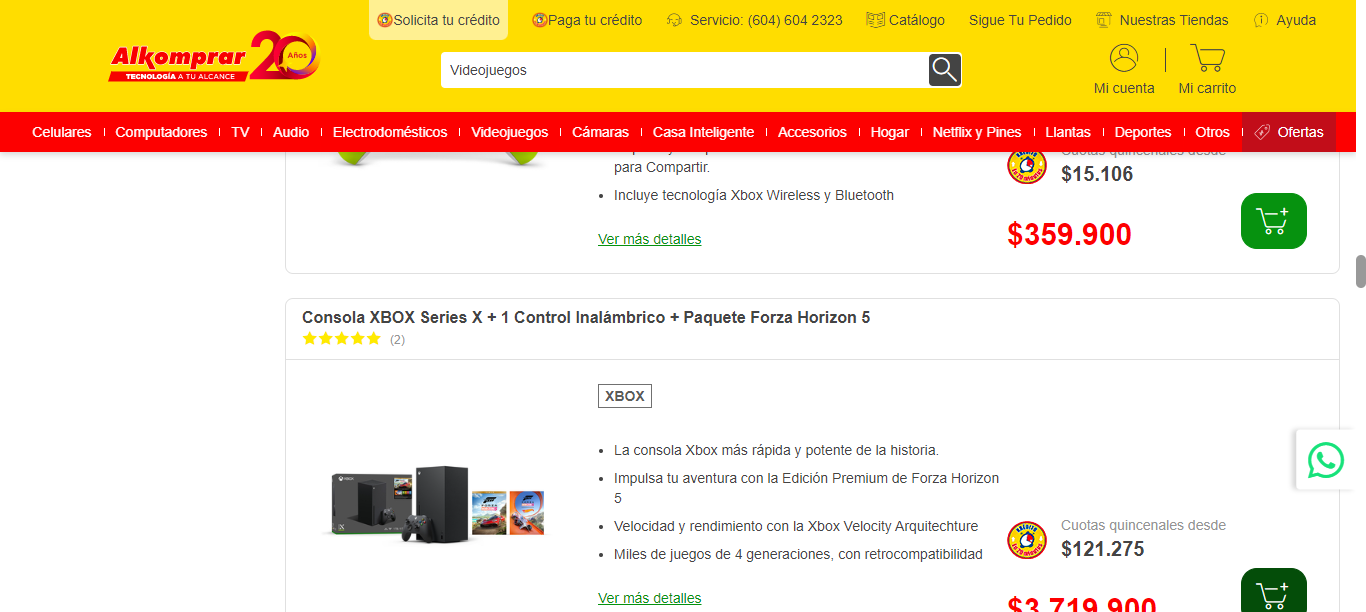 Solicita tu crédito
Paga tu crédito
Servicio: (604) 604 2323
Catálogo
Sigue Tu Pedido
Nuestras Tiendas
Ayuda
Alkomprar 20 Años
TECNOLOGÍA A TU ALCANCE
Videojuegos
Mi cuenta
Mi carrito
Celulares
Computadores
TV
Audio
Electrodomésticos
Videojuegos
Cámaras
Casa Inteligente
Accesorios
Hogar
Netflix y Pines
Llantas
Deportes
Otros
Ofertas
para Compartir.
Incluye tecnología Xbox Wireless y Bluetooth
Ver más detalles
Cuotas quincenales desde
$15.106
$359.900
Consola XBOX Series X + 1 Control Inalámbrico + Paquete Forza Horizon 5
(2)
XBOX
La consola Xbox más rápida y potente de la historia.
Impulsa tu aventura con la Edición Premium de Forza Horizon
5
Velocidad y rendimiento con la Xbox Velocity Arquitechture
Miles de juegos de 4 generaciones, con retrocompatibilidad
Ver más detalles
Cuotas quincenales desde
$121.275
$3.719.900